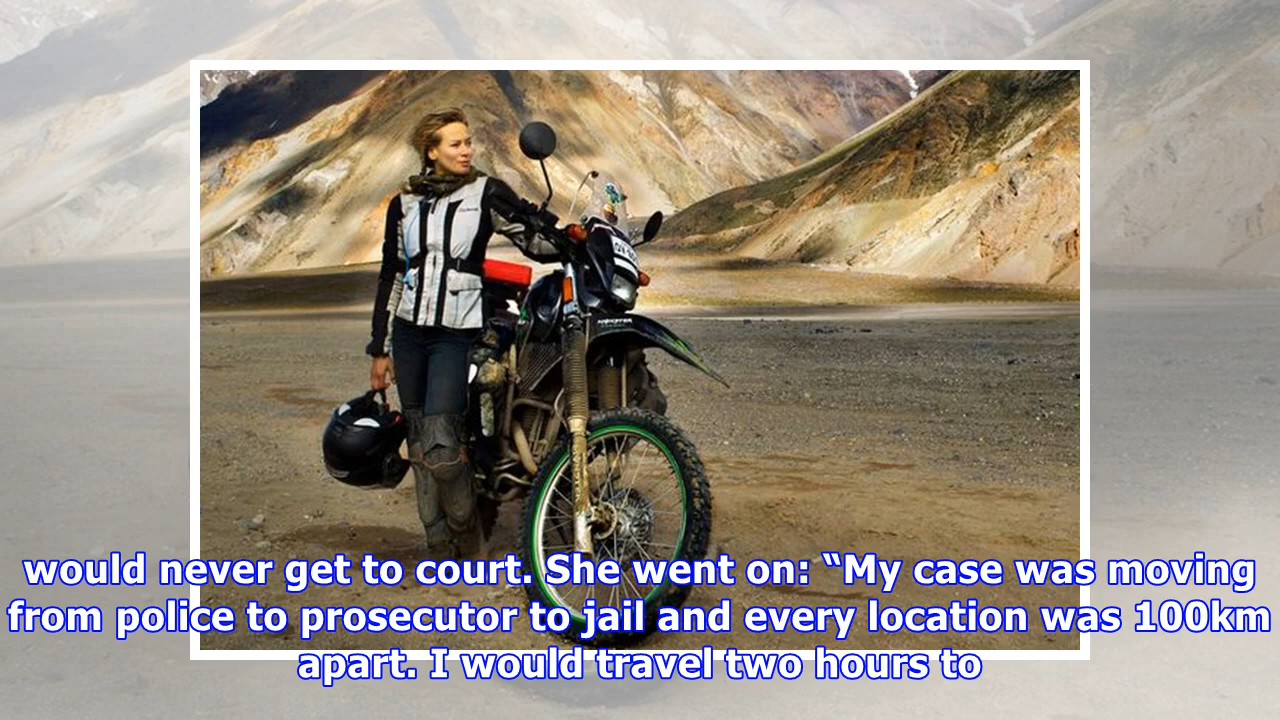 would never get to court. She went on: “My case was moving
from police to prosecutor to jail and every location was 100km
apart. I would travel two hours to